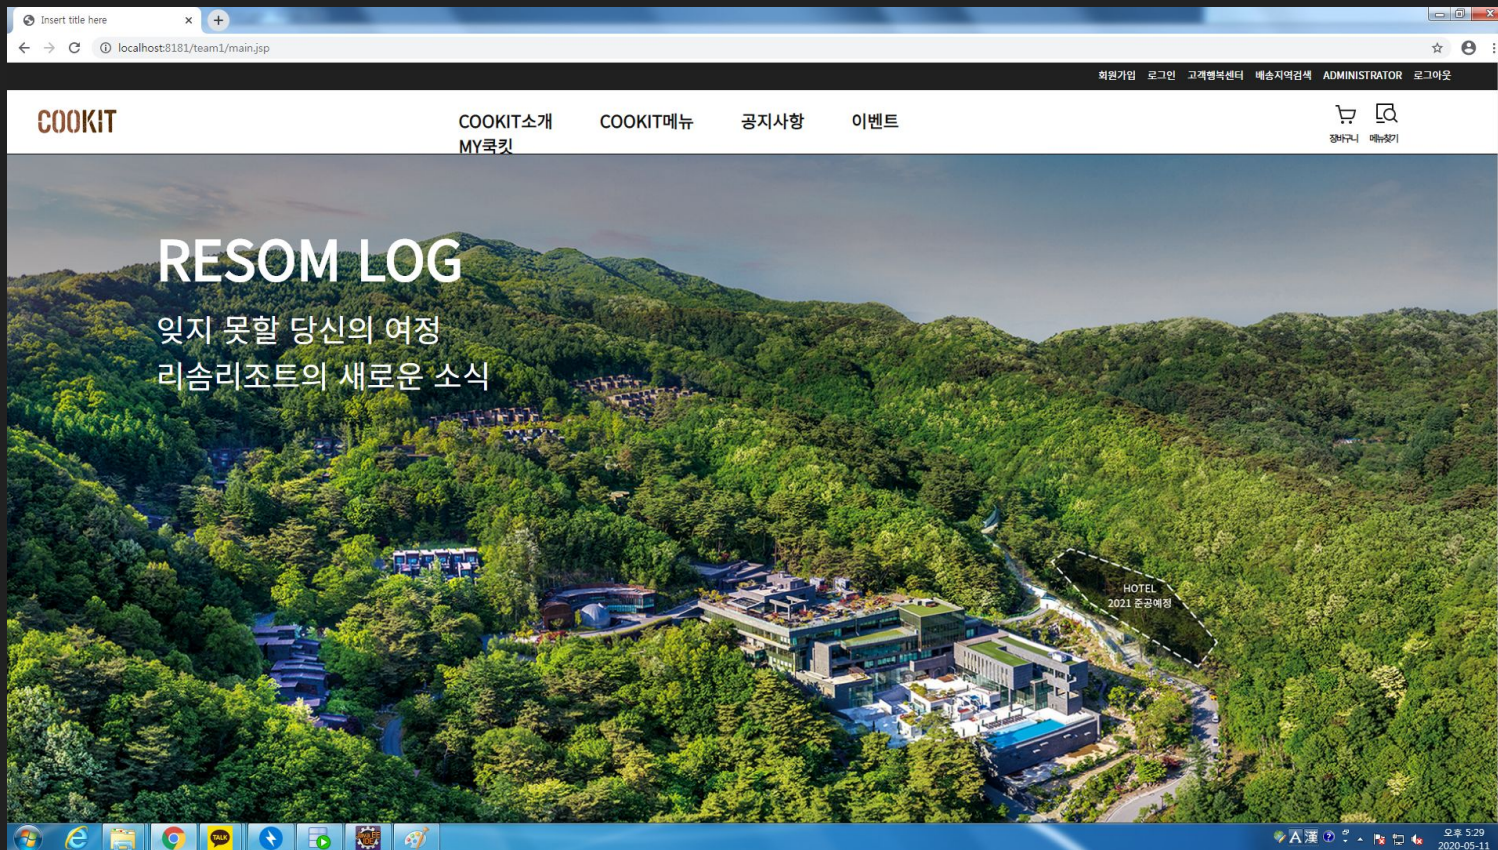 Insert title here
localhost:8181/team1/main.jsp
회원가입 로그인 고객행복센터 배송지역검색 ADMINISTRATOR 로그아웃
COOKIT
COOKIT소개 COOKIT메뉴 공지사항 이벤트
MY쿡킷
장바구니 메뉴찾기
RESOM LOG
잊지 못할 당신의 여정
리솜리조트의 새로운 소식
HOTEL
2021 준공예정
TALK
Java EE
IDE
A 漢
오후 5:29
2020-05-11